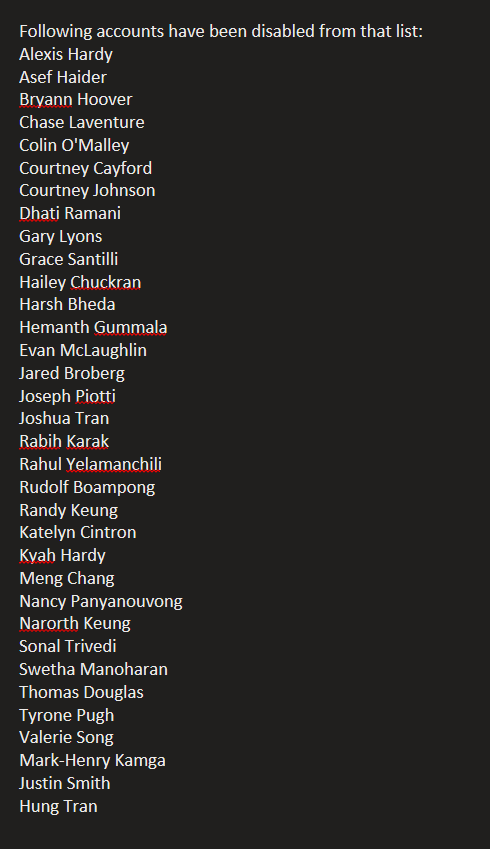 Following accounts have been disabled from that list:
Alexis Hardy
Asef Haider
Bryann Hoover
Chase Laventure
Colin O'Malley
Courtney Cayford
Courtney Johnson
Dhati Ramani
Gary Lyons
Grace Santilli
Hailey Chuckran
Harsh Bheda
Hemanth Gummala
Evan McLaughlin
Jared Broberg
Joseph Piotti
Joshua Tran
Rabih Karak
Rahul Yelamanchili
Rudolf Boampong
Randy Keung
Katelyn Cintron
Kyah Hardy
Meng Chang
Nancy Panyanouvong
Narorth Keung
Sonal Trivedi
Swetha Manoharan
Thomas Douglas
Tyrone Pugh
Valerie Song
Mark-Henry Kamga
Justin Smith
Hung Tran